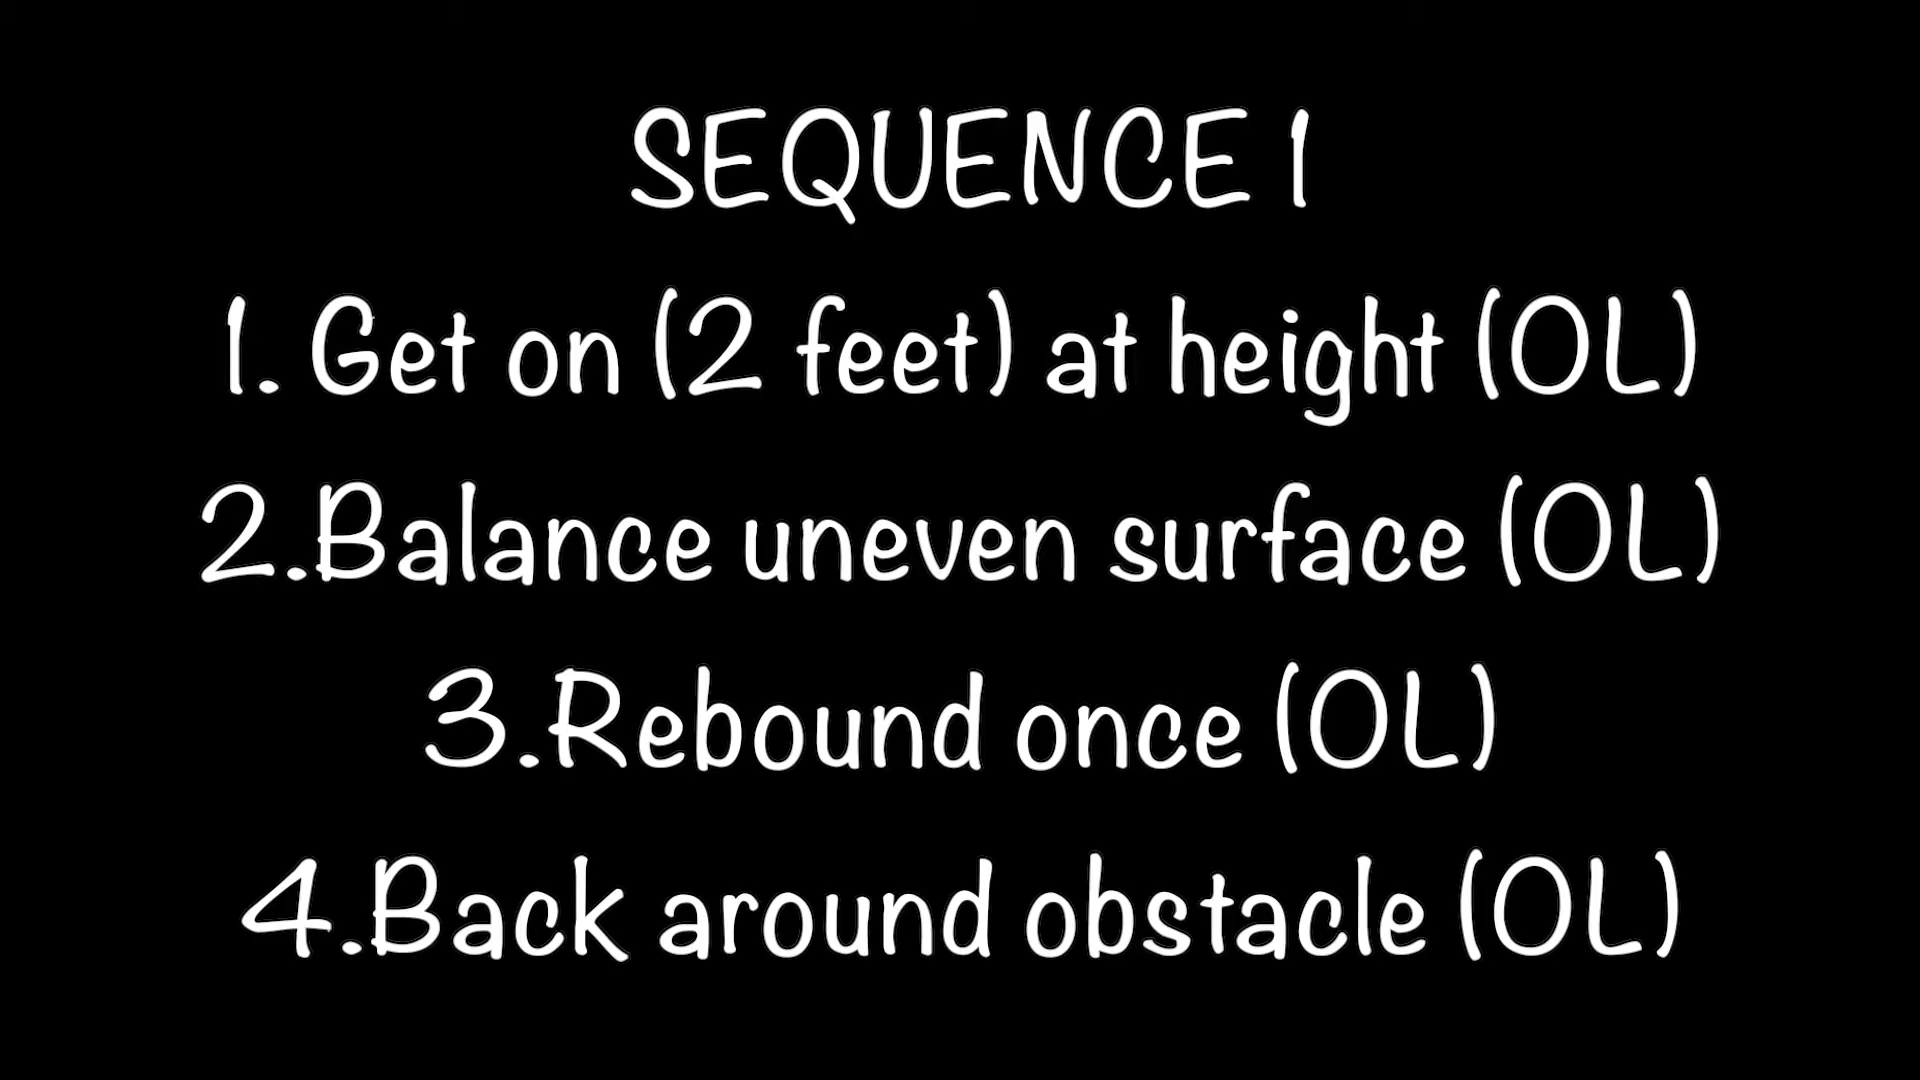 SEQUENCE 1
1. Get on (2 feet) at height (OL)
2.Balance uneven surface (OL)
3.Rebound once (OL)
4.Back around obstacle (OL)